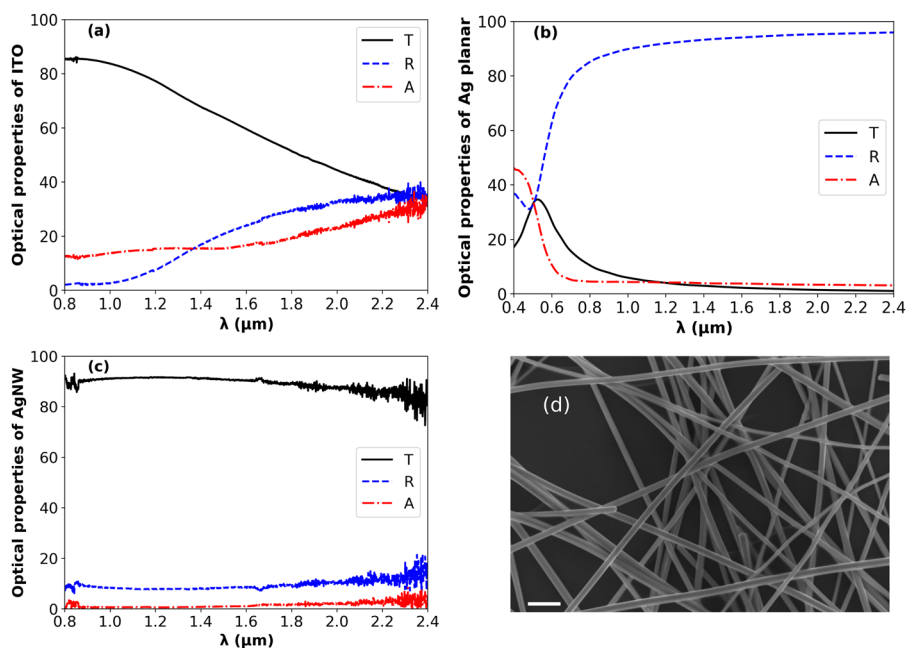 (a)
T
R
A
Optical properties of ITO
100
80
60
40
20
0
0.8 1.0 1.2 1.4 1.6 1.8 2.0 2.2 2.4
λ (μm)
(b)
T
R
A
Optical properties of Ag planar
100
80
60
40
20
0
0.4 0.6 0.8 1.0 1.2 1.4 1.6 1.8 2.0 2.2 2.4
λ (μm)
(c)
T
R
A
Optical properties of AgNW
100
80
60
40
20
0
0.8 1.0 1.2 1.4 1.6 1.8 2.0 2.2 2.4
λ (μm)
(d)